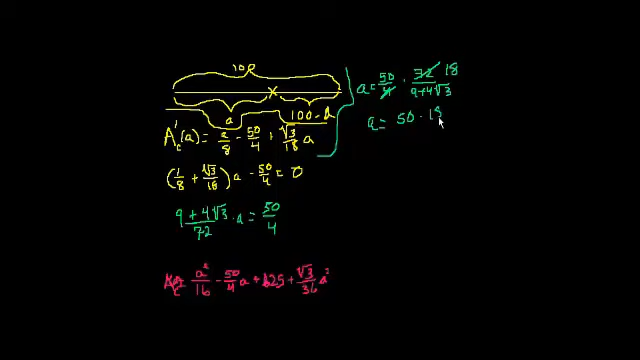 100
a 100-a
A'c(a) = a/8 - 50/4 + √3/18 a
(1/8 + √3/18)a - 50/4 = 0
9+4√3/72 · a = 50/4
Ac = a²/16 - 50/4 a + 625 + √3/36 a²
a = 50/4 · 72/9+4√3 18
a = 50 · 18